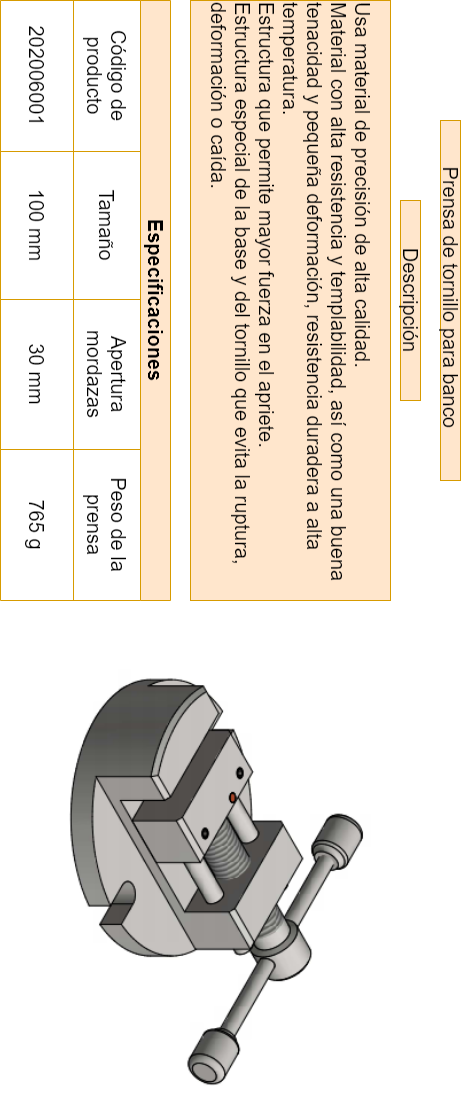 Prensa de tornillo para banco
Descripción
Usa material de precisión de alta calidad.
Material con alta resistencia y templabilidad, así como una buena
tenacidad y pequeña deformación, resistencia duradera a alta
temperatura.
Estructura que permite mayor fuerza en el apriete.
Estructura especial de la base y del tornillo que evita la ruptura,
deformación o caída.
Especificaciones
Código de
producto
Tamaño
Apertura
mordazas
Peso de la
prensa
202006001
100 mm
30 mm
765 g